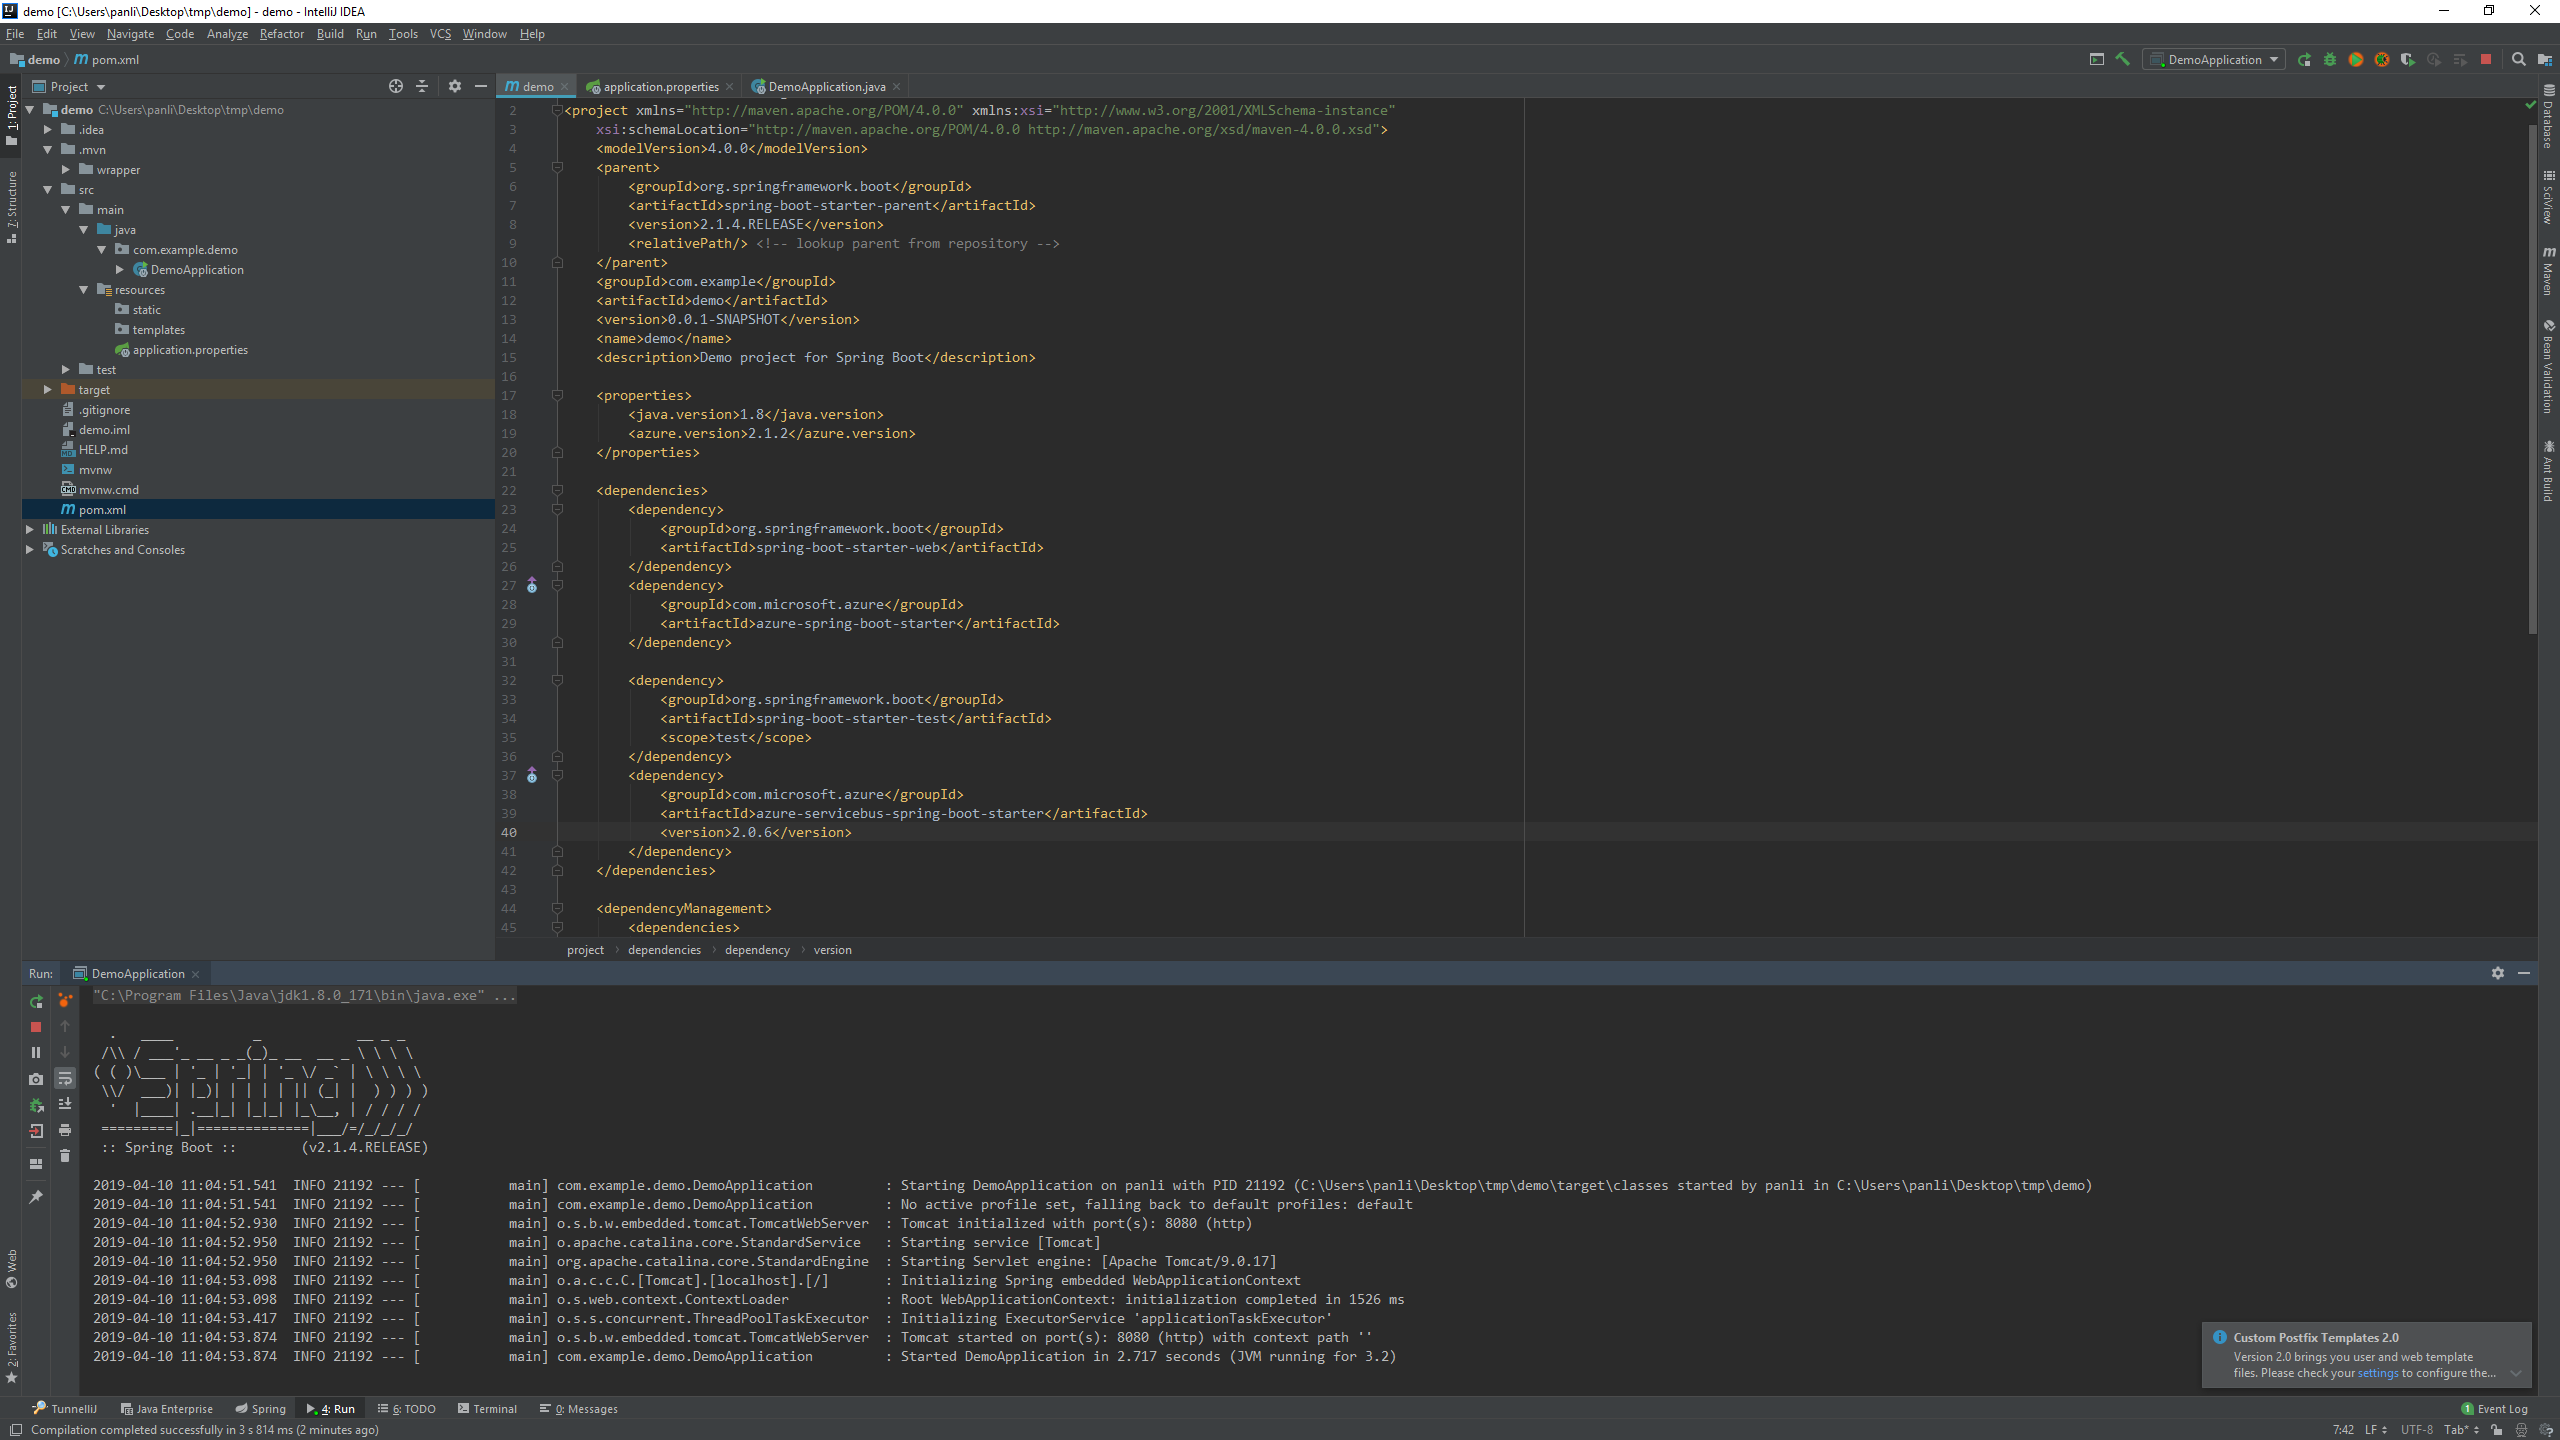 demo [C:\Users\panli\Desktop\tmp\demo] - demo - IntelliJ IDEA
File Edit View Navigate Code Analyze Refactor Build Run Tools VCS Window Help
demo pom.xml
DemoApplication
Project
demo application.properties DemoApplication.java
1: Project
7: Structure
demo C:\Users\panli\Desktop\tmp\demo
.idea
.mvn
wrapper
src
main
java
com.example.demo
DemoApplication
resources
static
templates
application.properties
test
target
.gitignore
demo.iml
HELP.md
mvnw
mvnw.cmd
pom.xml
External Libraries
Scratches and Consoles
2 <project xmlns="http://maven.apache.org/POM/4.0.0" xmlns:xsi="http://www.w3.org/2001/XMLSchema-instance"
3 xsi:schemaLocation="http://maven.apache.org/POM/4.0.0 http://maven.apache.org/xsd/maven-4.0.0.xsd">
4 <modelVersion>4.0.0</modelVersion>
5 <parent>
6 <groupId>org.springframework.boot</groupId>
7 <artifactId>spring-boot-starter-parent</artifactId>
8 <version>2.1.4.RELEASE</version>
9 <relativePath/> <!-- lookup parent from repository -->
10 </parent>
11 <groupId>com.example</groupId>
12 <artifactId>demo</artifactId>
13 <version>0.0.1-SNAPSHOT</version>
14 <name>demo</name>
15 <description>Demo project for Spring Boot</description>
16
17 <properties>
18 <java.version>1.8</java.version>
19 <azure.version>2.1.2</azure.version>
20 </properties>
21
22 <dependencies>
23 <dependency>
24 <groupId>org.springframework.boot</groupId>
25 <artifactId>spring-boot-starter-web</artifactId>
26 </dependency>
27 <dependency>
28 <groupId>com.microsoft.azure</groupId>
29 <artifactId>azure-spring-boot-starter</artifactId>
30 </dependency>
31
32 <dependency>
33 <groupId>org.springframework.boot</groupId>
34 <artifactId>spring-boot-starter-test</artifactId>
35 <scope>test</scope>
36 </dependency>
37 <dependency>
38 <groupId>com.microsoft.azure</groupId>
39 <artifactId>azure-servicebus-spring-boot-starter</artifactId>
40 <version>2.0.6</version>
41 </dependency>
42 </dependencies>
43
44 <dependencyManagement>
45 <dependencies>
project dependencies dependency version
Database
SciView
Maven
Bean Validation
Ant Build
Run: DemoApplication
"C:\Program Files\Java\jdk1.8.0_171\bin\java.exe" ...
  .   ____          _            __ _ _
 /\\ / ___'_ __ _ _(_)_ __  __ _ \ \ \ \
( ( )\___ | '_ | '_| | '_ \/ _` | \ \ \ \
 \\/  ___)| |_)| | | | | || (_| |  ) ) ) )
  '  |____| .__|_| |_|_| |_\__, | / / / /
 =========|_|==============|___/=/_/_/_/
:: Spring Boot :: (v2.1.4.RELEASE)
2019-04-10 11:04:51.541 INFO 21192 --- [ main] com.example.demo.DemoApplication : Starting DemoApplication on panli with PID 21192 (C:\Users\panli\Desktop\tmp\demo\target\classes started by panli in C:\Users\panli\Desktop\tmp\demo)
2019-04-10 11:04:51.541 INFO 21192 --- [ main] com.example.demo.DemoApplication : No active profile set, falling back to default profiles: default
2019-04-10 11:04:52.930 INFO 21192 --- [ main] o.s.b.w.embedded.tomcat.TomcatWebServer : Tomcat initialized with port(s): 8080 (http)
2019-04-10 11:04:52.950 INFO 21192 --- [ main] o.apache.catalina.core.StandardService : Starting service [Tomcat]
2019-04-10 11:04:52.950 INFO 21192 --- [ main] org.apache.catalina.core.StandardEngine : Starting Servlet engine: [Apache Tomcat/9.0.17]
2019-04-10 11:04:53.098 INFO 21192 --- [ main] o.a.c.c.C.[Tomcat].[localhost].[/] : Initializing Spring embedded WebApplicationContext
2019-04-10 11:04:53.098 INFO 21192 --- [ main] o.s.web.context.ContextLoader : Root WebApplicationContext: initialization completed in 1526 ms
2019-04-10 11:04:53.417 INFO 21192 --- [ main] o.s.s.concurrent.ThreadPoolTaskExecutor : Initializing ExecutorService 'applicationTaskExecutor'
2019-04-10 11:04:53.874 INFO 21192 --- [ main] o.s.b.w.embedded.tomcat.TomcatWebServer : Tomcat started on port(s): 8080 (http) with context path ''
2019-04-10 11:04:53.874 INFO 21192 --- [ main] com.example.demo.DemoApplication : Started DemoApplication in 2.717 seconds (JVM running for 3.2)
Web
2: Favorites
Custom Postfix Templates 2.0
Version 2.0 brings you user and web template
files. Please check your settings to configure the...
TunnelliJ Java Enterprise Spring 4: Run 6: TODO Terminal 0: Messages
1 Event Log
Compilation completed successfully in 3 s 814 ms (2 minutes ago)
7:42 LF UTF-8 Tab*